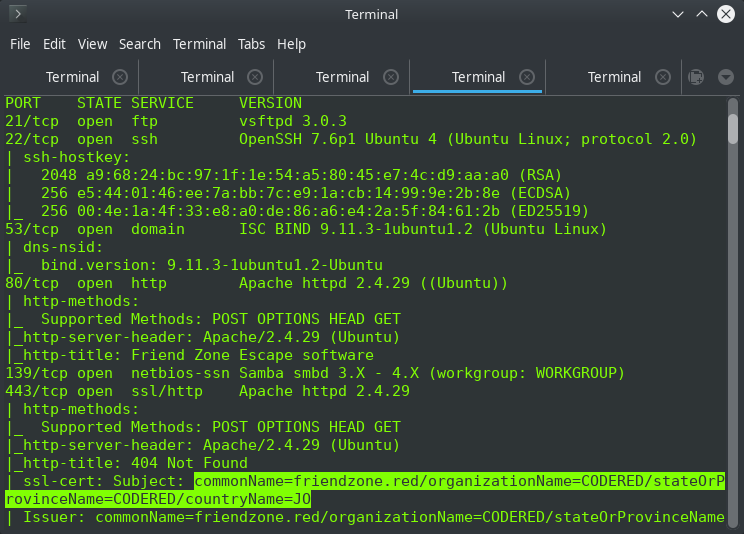 Terminal
File Edit View Search Terminal Tabs Help
Terminal Terminal Terminal Terminal Terminal
PORT    STATE SERVICE     VERSION
21/tcp  open  ftp         vsftpd 3.0.3
22/tcp  open  ssh         OpenSSH 7.6p1 Ubuntu 4 (Ubuntu Linux; protocol 2.0)
| ssh-hostkey:
|   2048 a9:68:24:bc:97:1f:1e:54:a5:80:45:e7:4c:d9:aa:a0 (RSA)
|   256 e5:44:01:46:ee:7a:bb:7c:e9:1a:cb:14:99:9e:2b:8e (ECDSA)
|_  256 00:4e:1a:4f:33:e8:a0:de:86:a6:e4:2a:5f:84:61:2b (ED25519)
53/tcp  open  domain      ISC BIND 9.11.3-1ubuntu1.2 (Ubuntu Linux)
| dns-nsid:
|_  bind.version: 9.11.3-1ubuntu1.2-Ubuntu
80/tcp  open  http        Apache httpd 2.4.29 ((Ubuntu))
| http-methods:
|_  Supported Methods: POST OPTIONS HEAD GET
|_http-server-header: Apache/2.4.29 (Ubuntu)
|_http-title: Friend Zone Escape software
139/tcp open  netbios-ssn Samba smbd 3.X - 4.X (workgroup: WORKGROUP)
443/tcp open  ssl/http    Apache httpd 2.4.29
| http-methods:
|_  Supported Methods: POST OPTIONS HEAD GET
|_http-server-header: Apache/2.4.29 (Ubuntu)
|_http-title: 404 Not Found
| ssl-cert: Subject: commonName=friendzone.red/organizationName=CODERED/stateOrP
rovinceName=CODERED/countryName=JO
| Issuer: commonName=friendzone.red/organizationName=CODERED/stateOrProvinceName